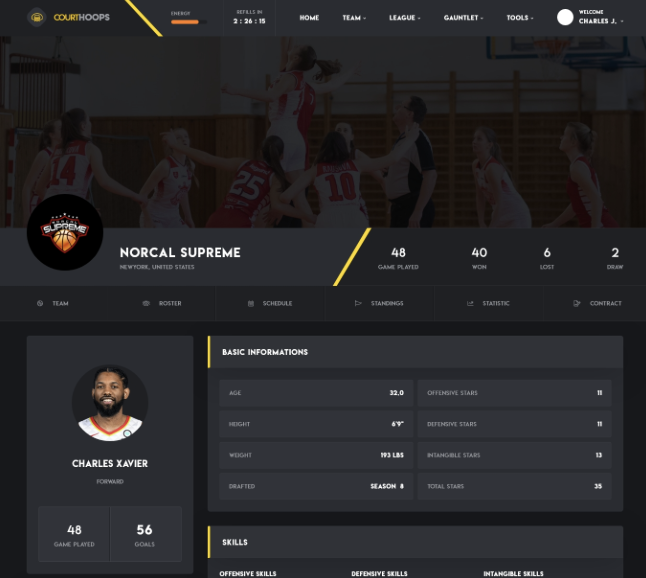 COURTHOOPS
ENERGY
REFILLS IN
2 : 26 : 15
HOME
TEAM
LEAGUE
GAUNTLET
TOOLS
WELCOME
CHARLES J.
14
25
10
SUPREME
NORCAL SUPREME
NEWYORK, UNITED STATES
48
GAME PLAYED
40
WON
6
LOST
2
DRAW
TEAM
ROSTER
SCHEDULE
STANDINGS
STATISTIC
CONTRACT
CHARLES XAVIER
FORWARD
48
GAME PLAYED
56
GOALS
BASIC INFORMATIONS
AGE 32.0
OFFENSIVE STARS 11
HEIGHT 6'9"
DEFENSIVE STARS 11
WEIGHT 193 LBS
INTANGIBLE STARS 13
DRAFTED SEASON 8
TOTAL STARS 35
SKILLS
OFFENSIVE SKILLS
DEFENSIVE SKILLS
INTANGIBLE SKILLS